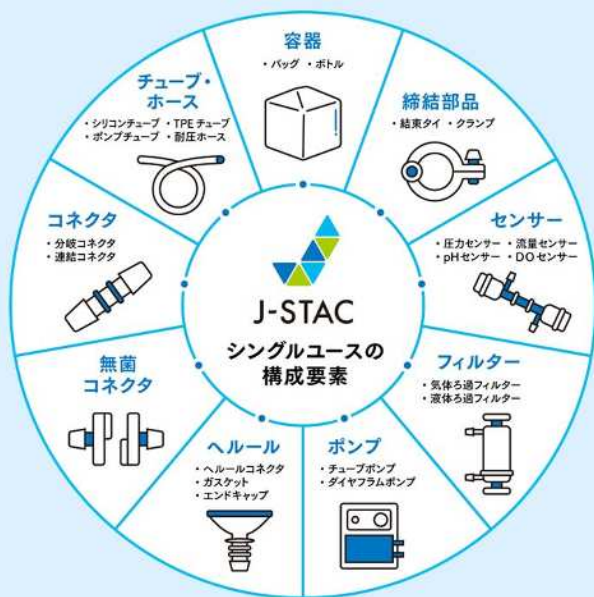 容器
・バッグ ・ボトル
締結部品
・結束タイ ・クランプ
センサー
・圧力センサー ・流量センサー
・pHセンサー ・DOセンサー
フィルター
・気体ろ過フィルター
・液体ろ過フィルター
ポンプ
・チューブポンプ
・ダイヤフラムポンプ
ヘルール
・ヘルールコネクタ
・ガスケット
・エンドキャップ
無菌
コネクタ
コネクタ
・分岐コネクタ
・連結コネクタ
チューブ・
ホース
・シリコンチューブ ・TPEチューブ
・ポンプチューブ ・耐圧ホース
J-STAC
シングルユースの
構成要素